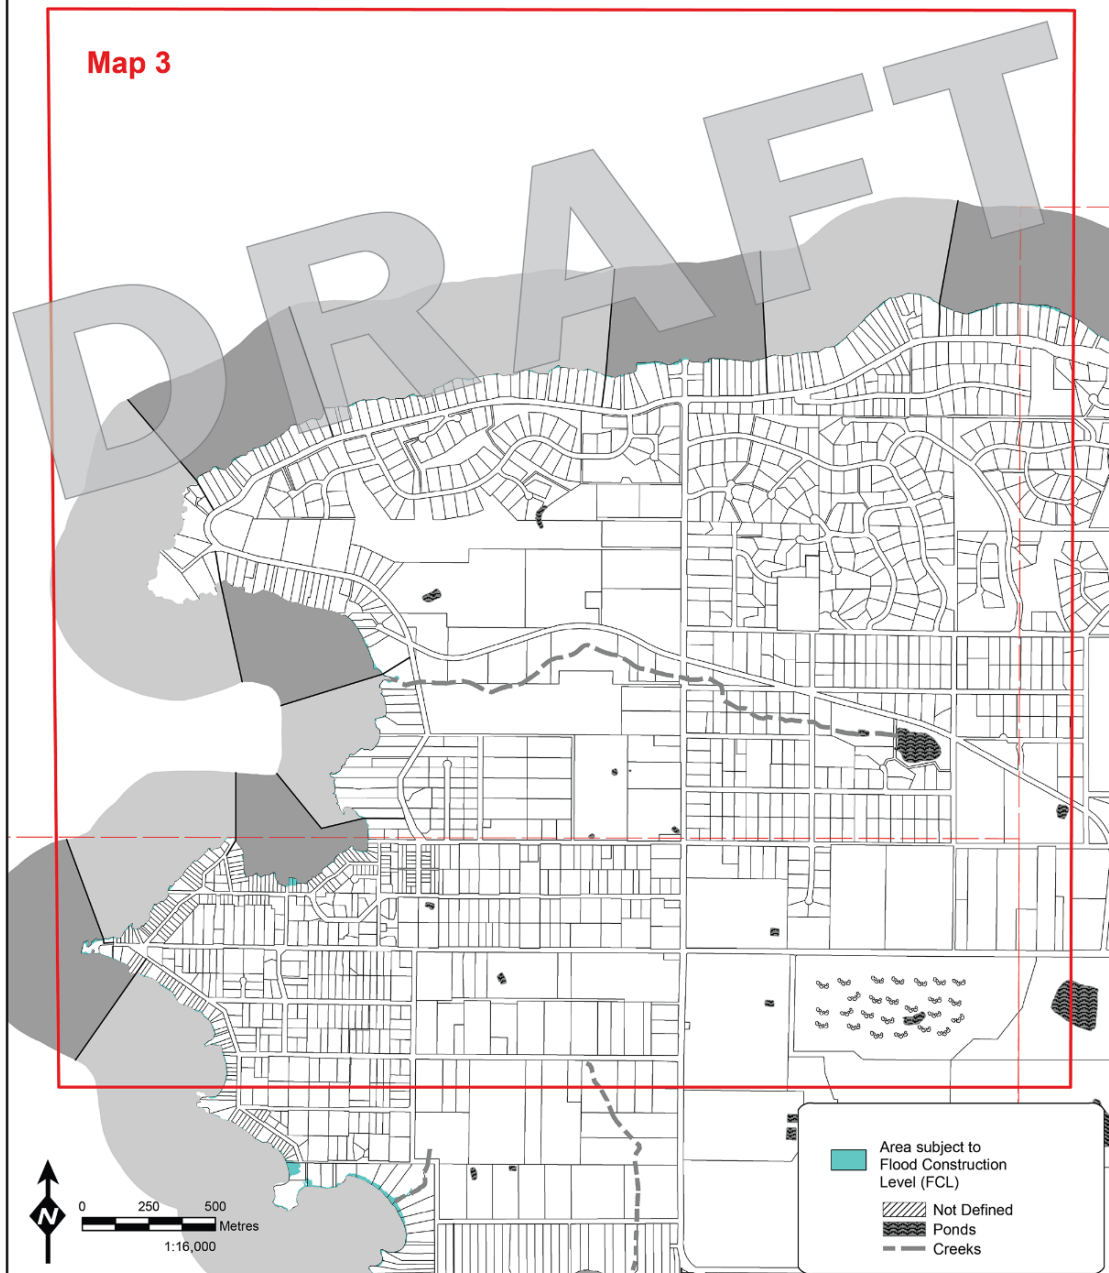 Map 3
DRAFT
Area subject to
Flood Construction
Level (FCL)
Not Defined
Ponds
Creeks
N
0 250 500
Metres
1:16,000